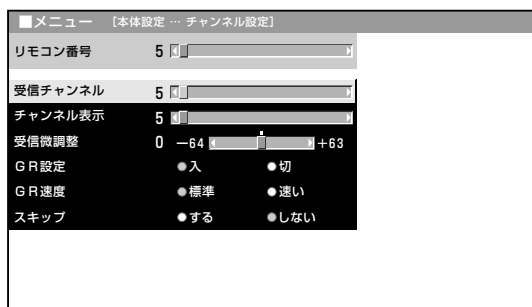 ■メニュー [本体設定 … チャンネル設定]
リモコン番号 5
受信チャンネル 5
チャンネル表示 5
受信微調整 0 −64 +63
GR設定 ●入 ●切
GR速度 ●標準 ●速い
スキップ ●する ●しない